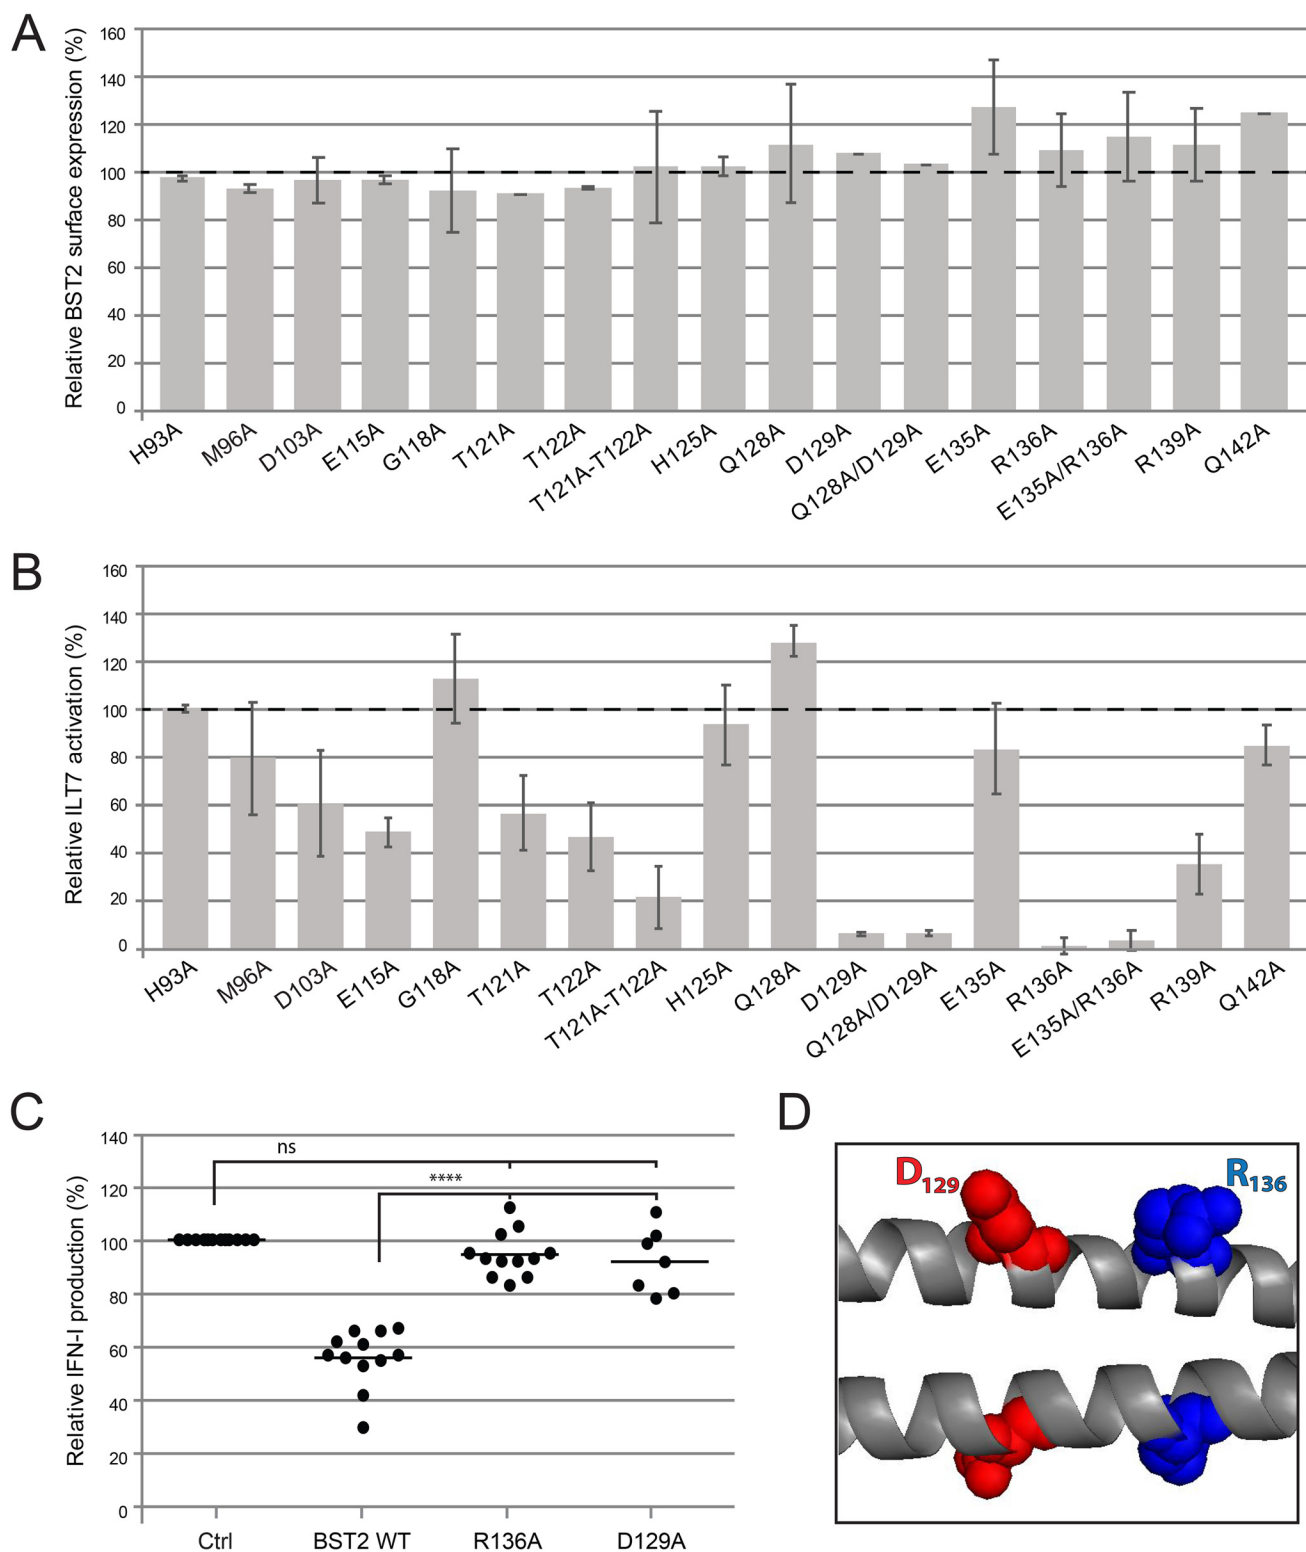 A
Relative BST2 surface expression (%)
160
140
120
100
80
60
40
20
0
H93A
M96A
D103A
E115A
G118A
T121A
T122A
T121A-T122A
H125A
Q128A
D129A
Q128A/D129A
E135A
R136A
E135A/R136A
R139A
Q142A
B
Relative ILT7 activation (%)
160
140
120
100
80
60
40
20
0
H93A
M96A
D103A
E115A
G118A
T121A
T122A
T121A-T122A
H125A
Q128A
D129A
Q128A/D129A
E135A
R136A
E135A/R136A
R139A
Q142A
C
Relative IFN-I production (%)
140
120
100
80
60
40
20
0
ns
****
Ctrl
BST2 WT
R136A
D129A
D
D129
R136